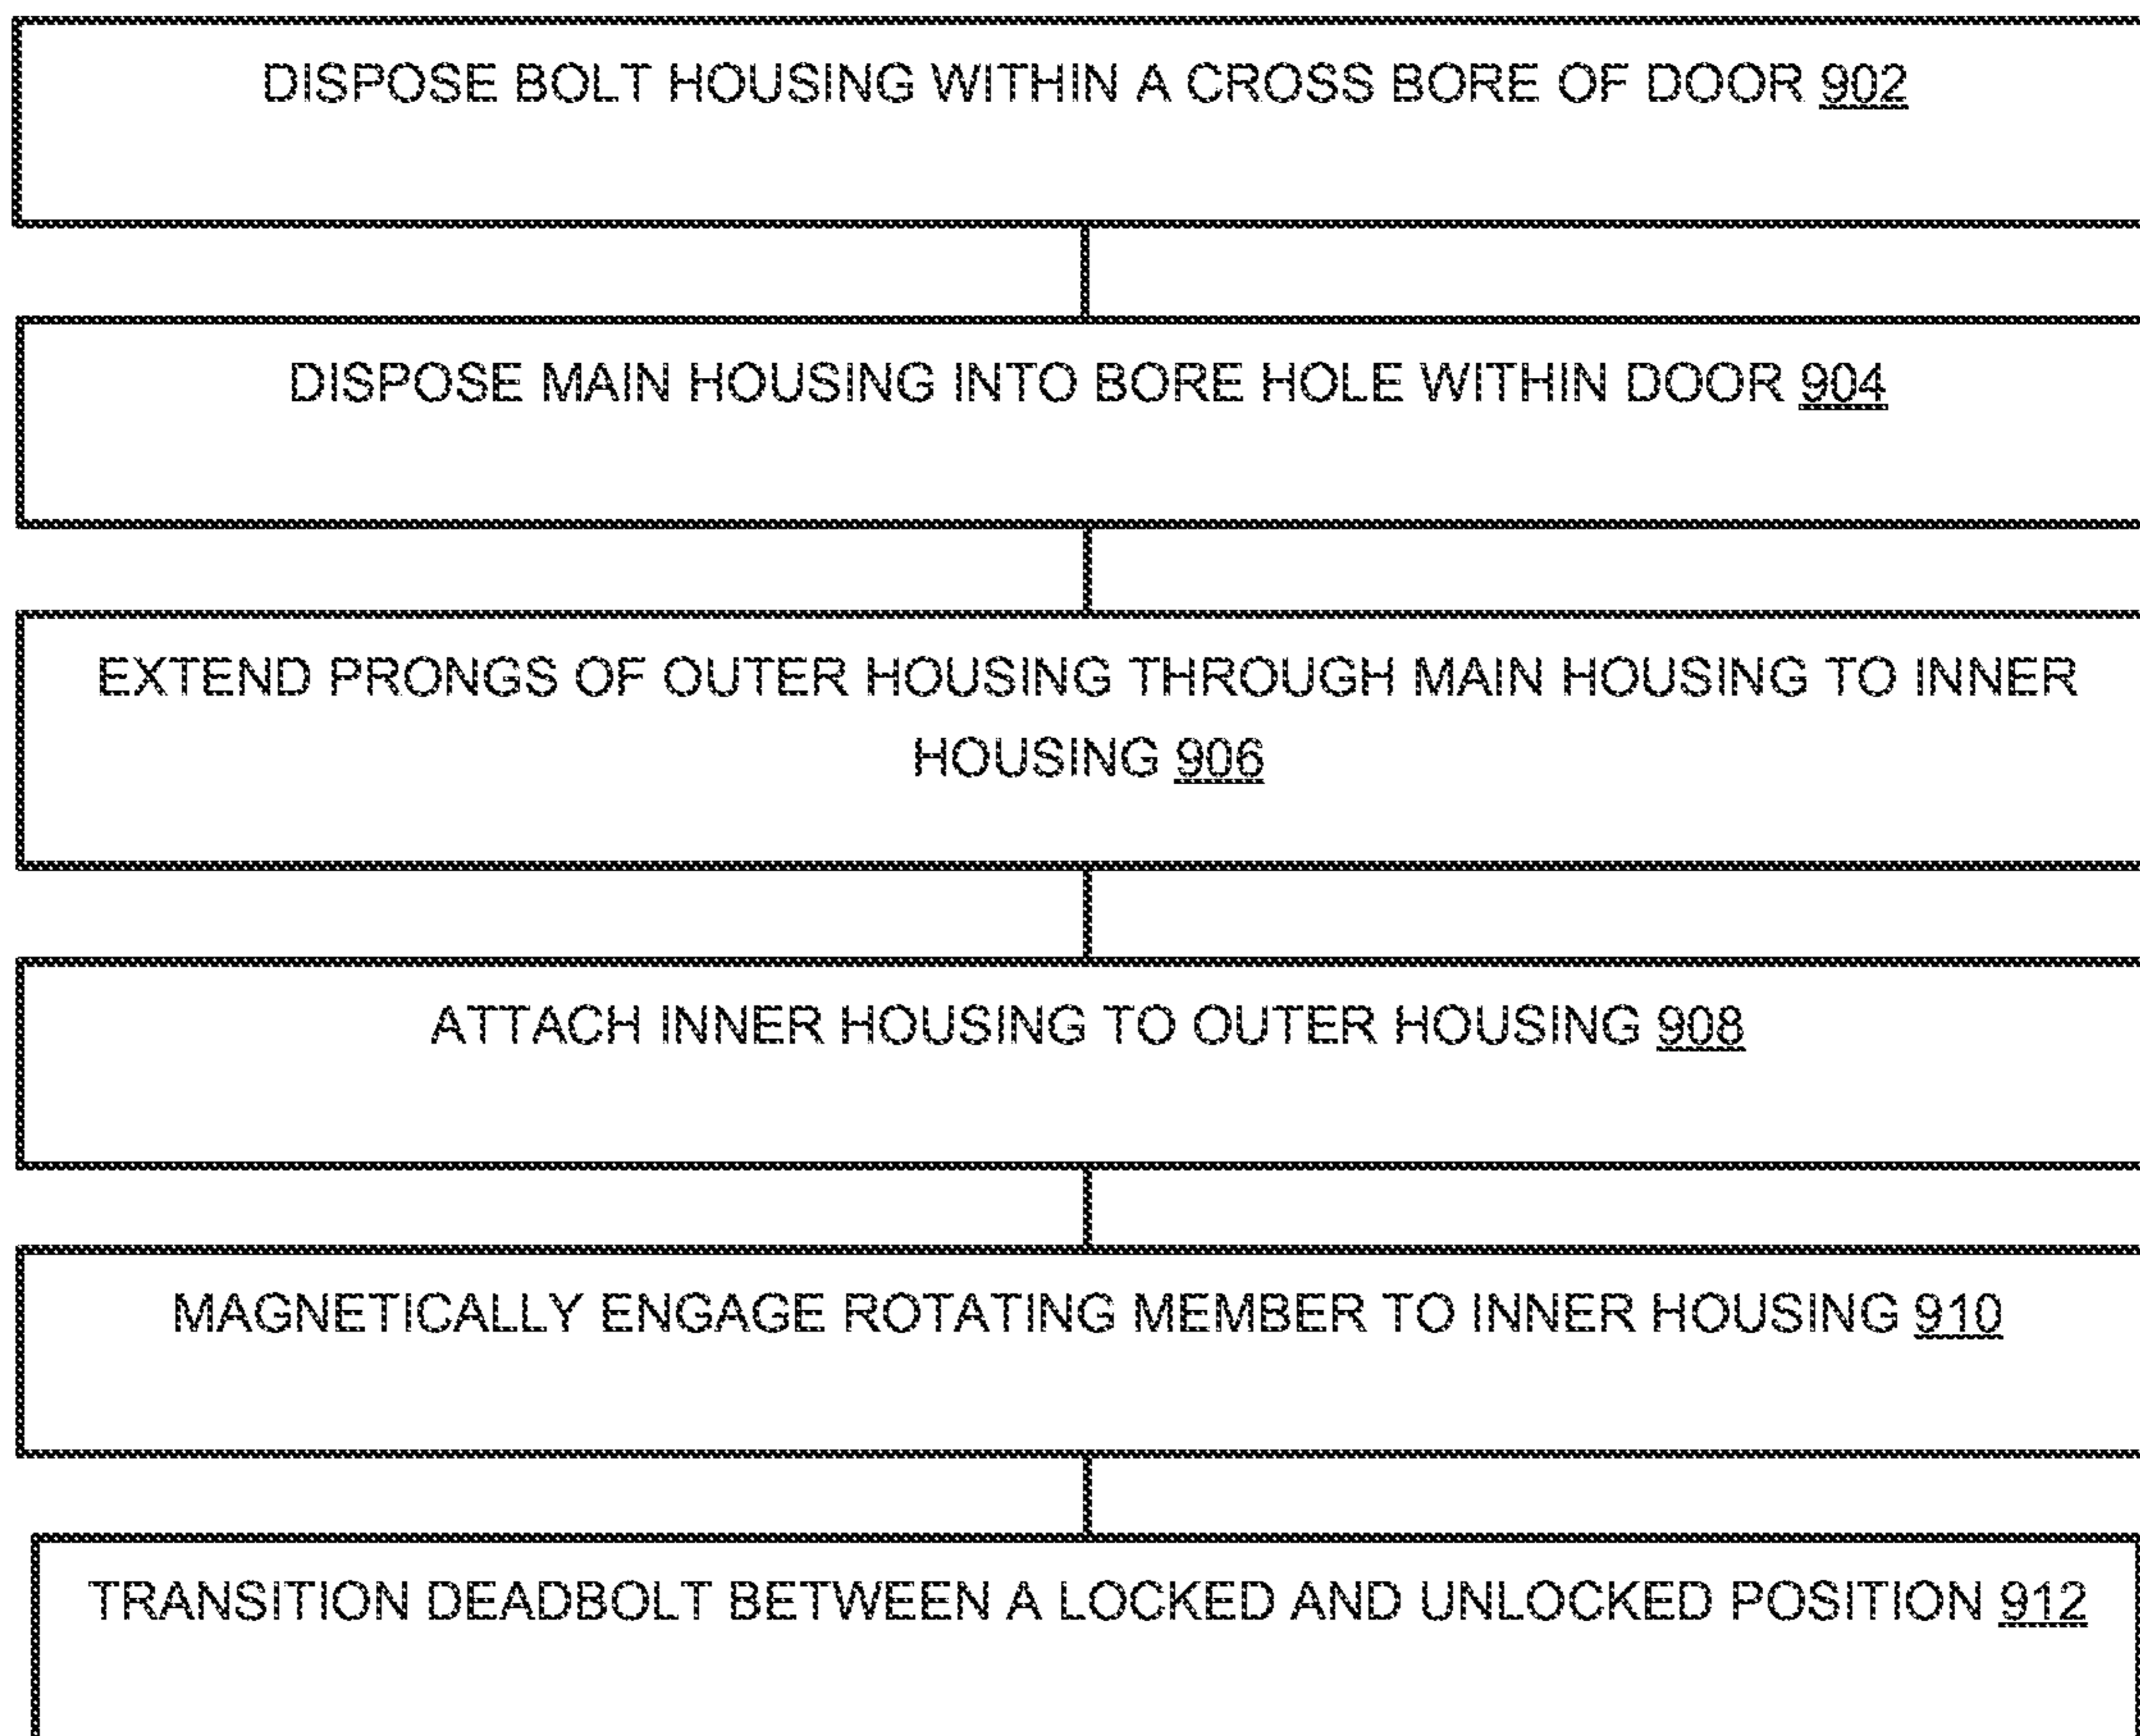 DISPOSE BOLT HOUSING WITHIN A CROSS BORE OF DOOR 902
DISPOSE MAIN HOUSING INTO BORE HOLE WITHIN DOOR 904
EXTEND PRONGS OF OUTER HOUSING THROUGH MAIN HOUSING TO INNER
HOUSING 906
ATTACH INNER HOUSING TO OUTER HOUSING 908
MAGNETICALLY ENGAGE ROTATING MEMBER TO INNER HOUSING 910
TRANSITION DEADBOLT BETWEEN A LOCKED AND UNLOCKED POSITION 912